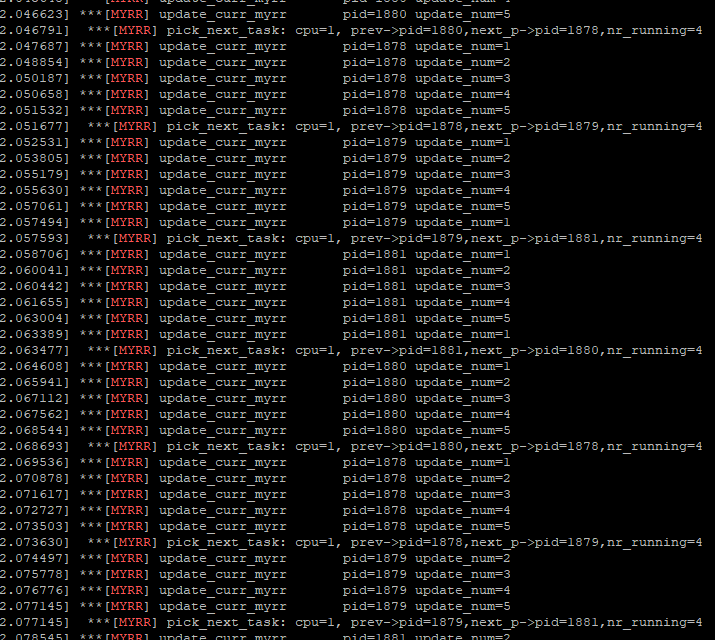 2.046623] ***[MYRR] update_curr_myrr       pid=1880 update_num=5
2.046791]  ***[MYRR] pick_next_task: cpu=1, prev->pid=1880,next_p->pid=1878,nr_running=4
2.047687] ***[MYRR] update_curr_myrr       pid=1878 update_num=1
2.048854] ***[MYRR] update_curr_myrr       pid=1878 update_num=2
2.050187] ***[MYRR] update_curr_myrr       pid=1878 update_num=3
2.050658] ***[MYRR] update_curr_myrr       pid=1878 update_num=4
2.051532] ***[MYRR] update_curr_myrr       pid=1878 update_num=5
2.051677]  ***[MYRR] pick_next_task: cpu=1, prev->pid=1878,next_p->pid=1879,nr_running=4
2.052531] ***[MYRR] update_curr_myrr       pid=1879 update_num=1
2.053805] ***[MYRR] update_curr_myrr       pid=1879 update_num=2
2.055179] ***[MYRR] update_curr_myrr       pid=1879 update_num=3
2.055630] ***[MYRR] update_curr_myrr       pid=1879 update_num=4
2.057061] ***[MYRR] update_curr_myrr       pid=1879 update_num=5
2.057494] ***[MYRR] update_curr_myrr       pid=1879 update_num=1
2.057593]  ***[MYRR] pick_next_task: cpu=1, prev->pid=1879,next_p->pid=1881,nr_running=4
2.058706] ***[MYRR] update_curr_myrr       pid=1881 update_num=1
2.060041] ***[MYRR] update_curr_myrr       pid=1881 update_num=2
2.060442] ***[MYRR] update_curr_myrr       pid=1881 update_num=3
2.061655] ***[MYRR] update_curr_myrr       pid=1881 update_num=4
2.063004] ***[MYRR] update_curr_myrr       pid=1881 update_num=5
2.063389] ***[MYRR] update_curr_myrr       pid=1881 update_num=1
2.063477]  ***[MYRR] pick_next_task: cpu=1, prev->pid=1881,next_p->pid=1880,nr_running=4
2.064608] ***[MYRR] update_curr_myrr       pid=1880 update_num=1
2.065941] ***[MYRR] update_curr_myrr       pid=1880 update_num=2
2.067112] ***[MYRR] update_curr_myrr       pid=1880 update_num=3
2.067562] ***[MYRR] update_curr_myrr       pid=1880 update_num=4
2.068544] ***[MYRR] update_curr_myrr       pid=1880 update_num=5
2.068693]  ***[MYRR] pick_next_task: cpu=1, prev->pid=1880,next_p->pid=1878,nr_running=4
2.069536] ***[MYRR] update_curr_myrr       pid=1878 update_num=1
2.070878] ***[MYRR] update_curr_myrr       pid=1878 update_num=2
2.071617] ***[MYRR] update_curr_myrr       pid=1878 update_num=3
2.072727] ***[MYRR] update_curr_myrr       pid=1878 update_num=4
2.073503] ***[MYRR] update_curr_myrr       pid=1878 update_num=5
2.073630]  ***[MYRR] pick_next_task: cpu=1, prev->pid=1878,next_p->pid=1879,nr_running=4
2.074497] ***[MYRR] update_curr_myrr       pid=1879 update_num=2
2.075778] ***[MYRR] update_curr_myrr       pid=1879 update_num=3
2.076776] ***[MYRR] update_curr_myrr       pid=1879 update_num=4
2.077145] ***[MYRR] update_curr_myrr       pid=1879 update_num=5
2.077145]  ***[MYRR] pick_next_task: cpu=1, prev->pid=1879,next_p->pid=1881,nr_running=4
2.078545] ***[MYRR] update_curr_myrr       pid=1881 update_num=2